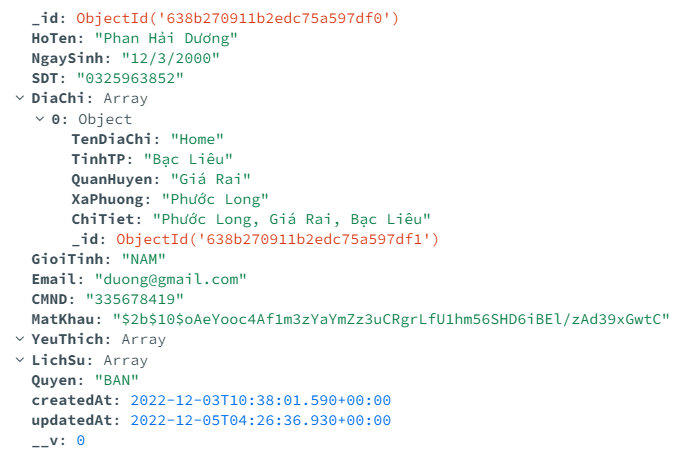 _id: ObjectId('638b270911b2edc75a597df0')
HoTen: "Phan Hải Dương"
NgaySinh: "12/3/2000"
SDT: "0325963852"
DiaChi: Array
0: Object
TenDiaChi: "Home"
TinhTP: "Bạc Liêu"
QuanHuyen: "Giá Rai"
XaPhuong: "Phước Long"
ChiTiet: "Phước Long, Giá Rai, Bạc Liêu"
_id: ObjectId('638b270911b2edc75a597df1')
GioiTinh: "NAM"
Email: "duong@gmail.com"
CMND: "335678419"
MatKhau: "$2b$10$oAeYooc4Af1m3zYaYmZz3uCRgrLfU1hm56SHD6iBEl/zAd39xGwtC"
YeuThich: Array
LichSu: Array
Quyen: "BAN"
createdAt: 2022-12-03T10:38:01.590+00:00
updatedAt: 2022-12-05T04:26:36.930+00:00
__v: 0